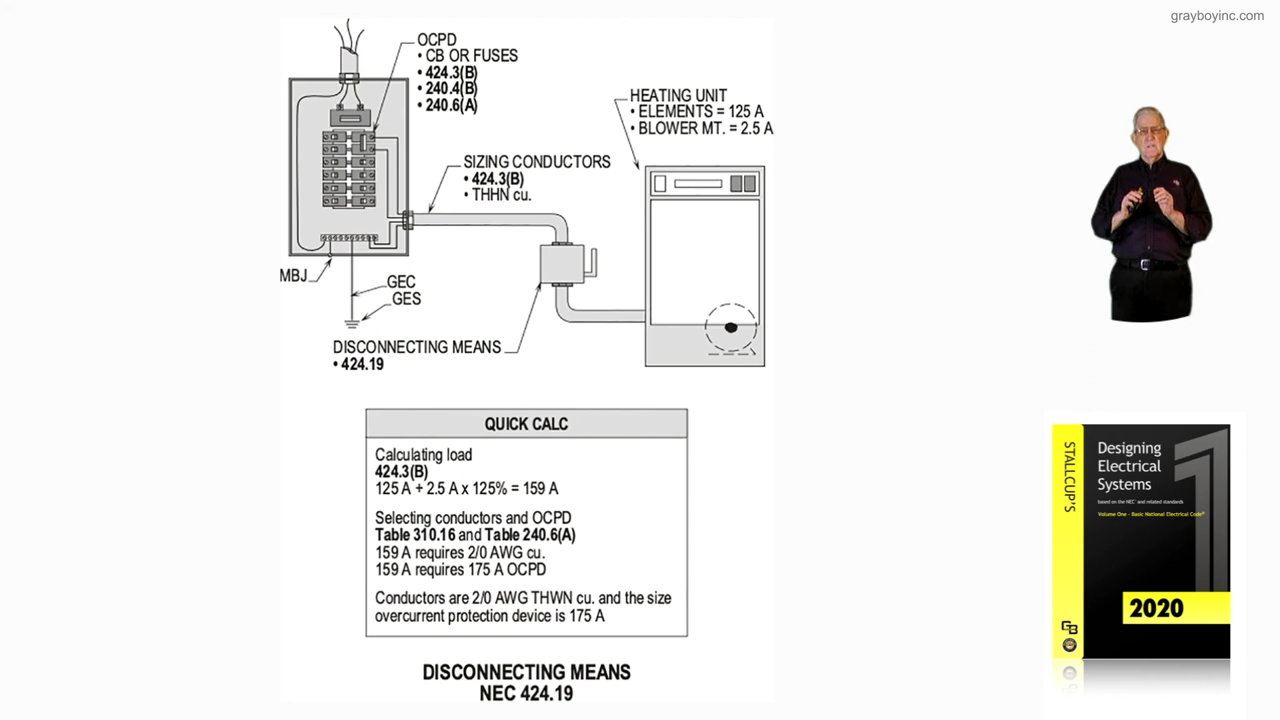 grayboyinc.com
OCPD
• CB OR FUSES
• 424.3(B)
• 240.4(B)
• 240.6(A)
HEATING UNIT
• ELEMENTS = 125 A
• BLOWER MT. = 2.5 A
SIZING CONDUCTORS
• 424.3(B)
• THHN cu.
MBJ
GEC
GES
DISCONNECTING MEANS
• 424.19
QUICK CALC
Calculating load
424.3(B)
125 A + 2.5 A x 125% = 159 A
Selecting conductors and OCPD
Table 310.16 and Table 240.6(A)
159 A requires 2/0 AWG cu.
159 A requires 175 A OCPD
Conductors are 2/0 AWG THWN cu. and the size
overcurrent protection device is 175 A
DISCONNECTING MEANS
NEC 424.19
STALLCUP'S
Designing
Electrical
Systems
based on the NEC® and related standards
Volume One - Basic National Electrical Code®
1
2020
GB